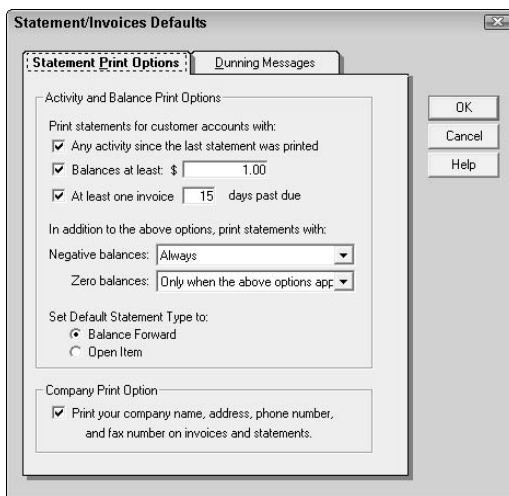 Statement/Invoices Defaults
Statement Print Options
Dunning Messages
Activity and Balance Print Options
Print statements for customer accounts with:
Any activity since the last statement was printed
Balances at least: $ 1.00
At least one invoice 15 days past due
In addition to the above options, print statements with:
Negative balances: Always
Zero balances: Only when the above options app
Set Default Statement Type to:
Balance Forward
Open Item
Company Print Option
Print your company name, address, phone number,
and fax number on invoices and statements.
OK
Cancel
Help